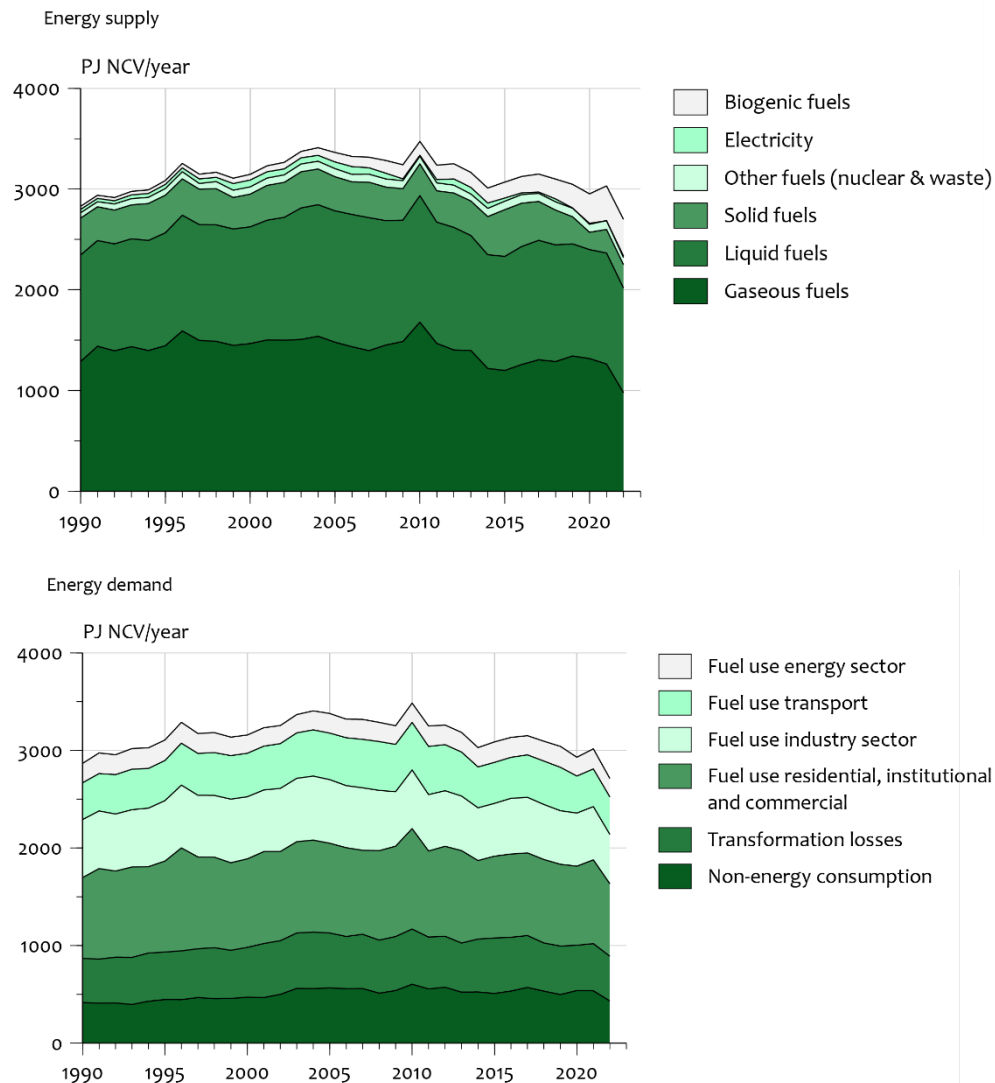 Energy supply
PJ NCV/year
4000
3000
2000
1000
0
1990
1995
2000
2005
2010
2015
2020
Biogenic fuels
Electricity
Other fuels (nuclear & waste)
Solid fuels
Liquid fuels
Gaseous fuels
Energy demand
PJ NCV/year
4000
3000
2000
1000
0
1990
1995
2000
2005
2010
2015
2020
Fuel use energy sector
Fuel use transport
Fuel use industry sector
Fuel use residential, institutional
and commercial
Transformation losses
Non-energy consumption